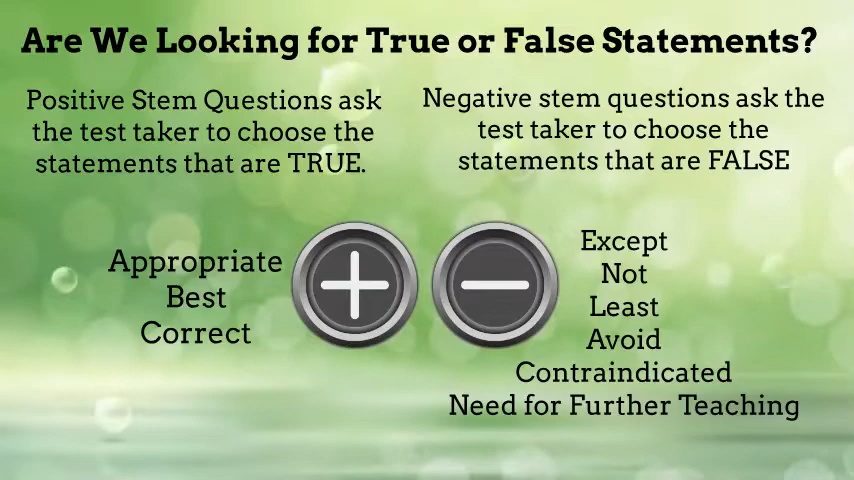 Are We Looking for True or False Statements?
Positive Stem Questions ask
the test taker to choose the
statements that are TRUE.
Negative stem questions ask the
test taker to choose the
statements that are FALSE
Appropriate
Best
Correct
Except
Not
Least
Avoid
Contraindicated
Need for Further Teaching